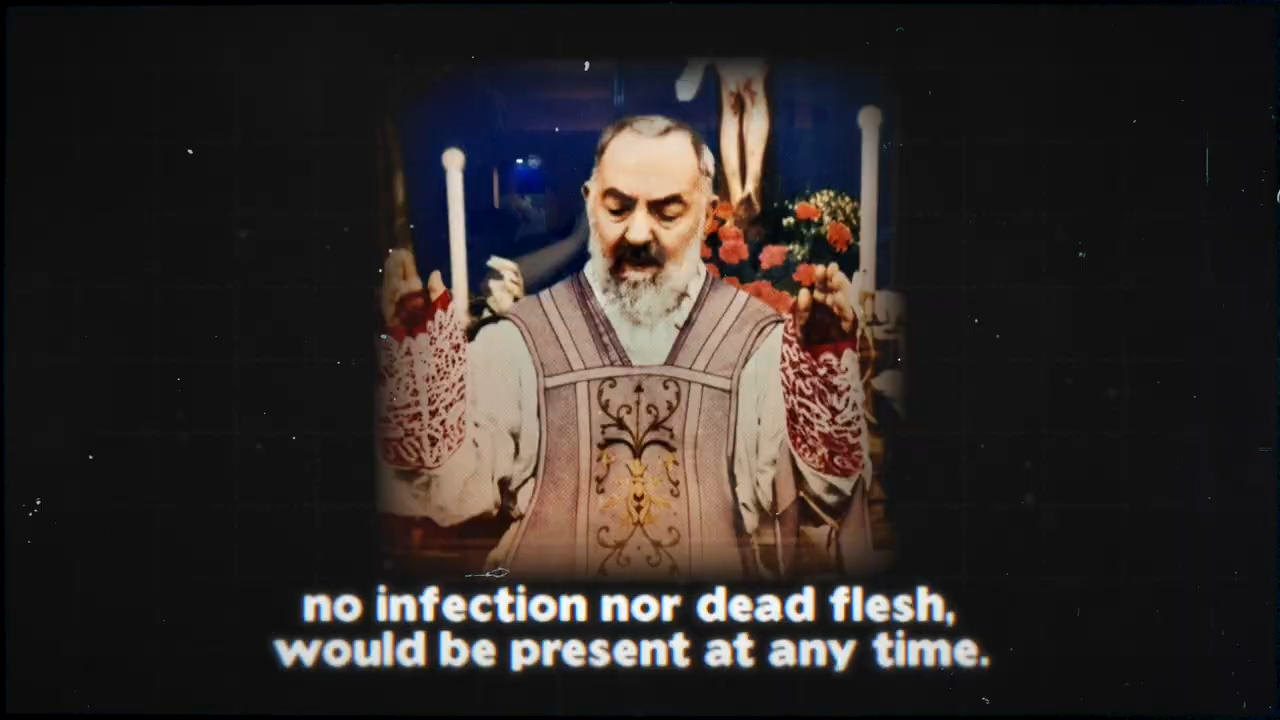 no infection nor dead flesh,
would be present at any time.